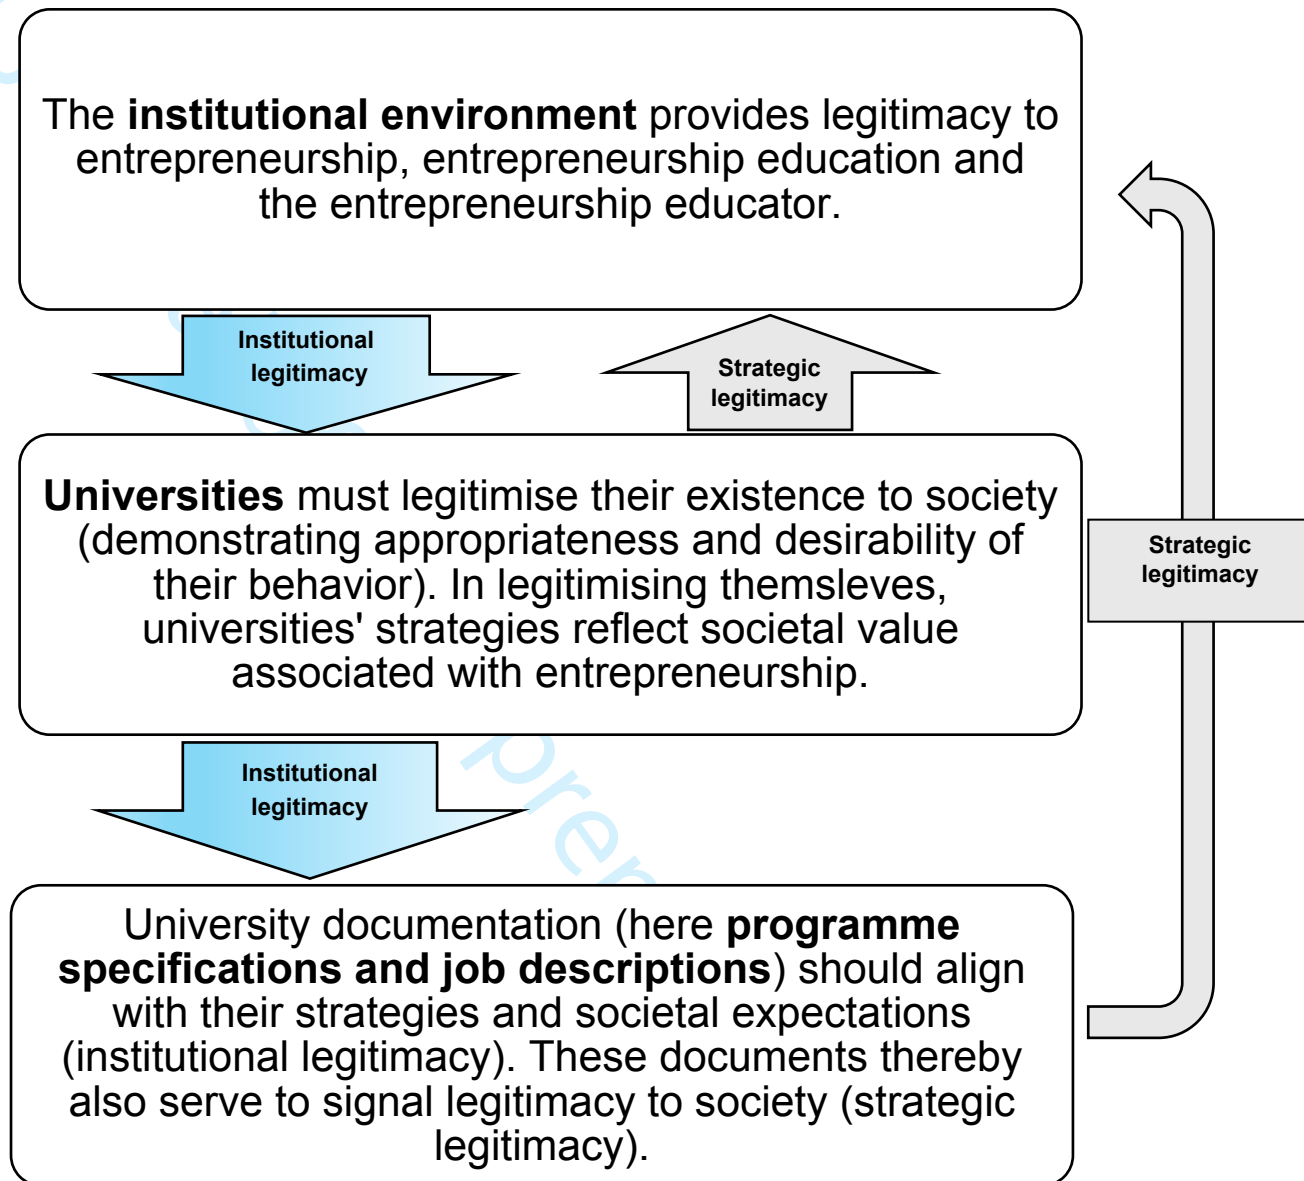 The institutional environment provides legitimacy to
entrepreneurship, entrepreneurship education and
the entrepreneurship educator.
Institutional
legitimacy
Strategic
legitimacy
Universities must legitimise their existence to society
(demonstrating appropriateness and desirability of
their behavior). In legitimising themsleves,
universities' strategies reflect societal value
associated with entrepreneurship.
Strategic
legitimacy
Institutional
legitimacy
University documentation (here programme
specifications and job descriptions) should align
with their strategies and societal expectations
(institutional legitimacy). These documents thereby
also serve to signal legitimacy to society (strategic
legitimacy).